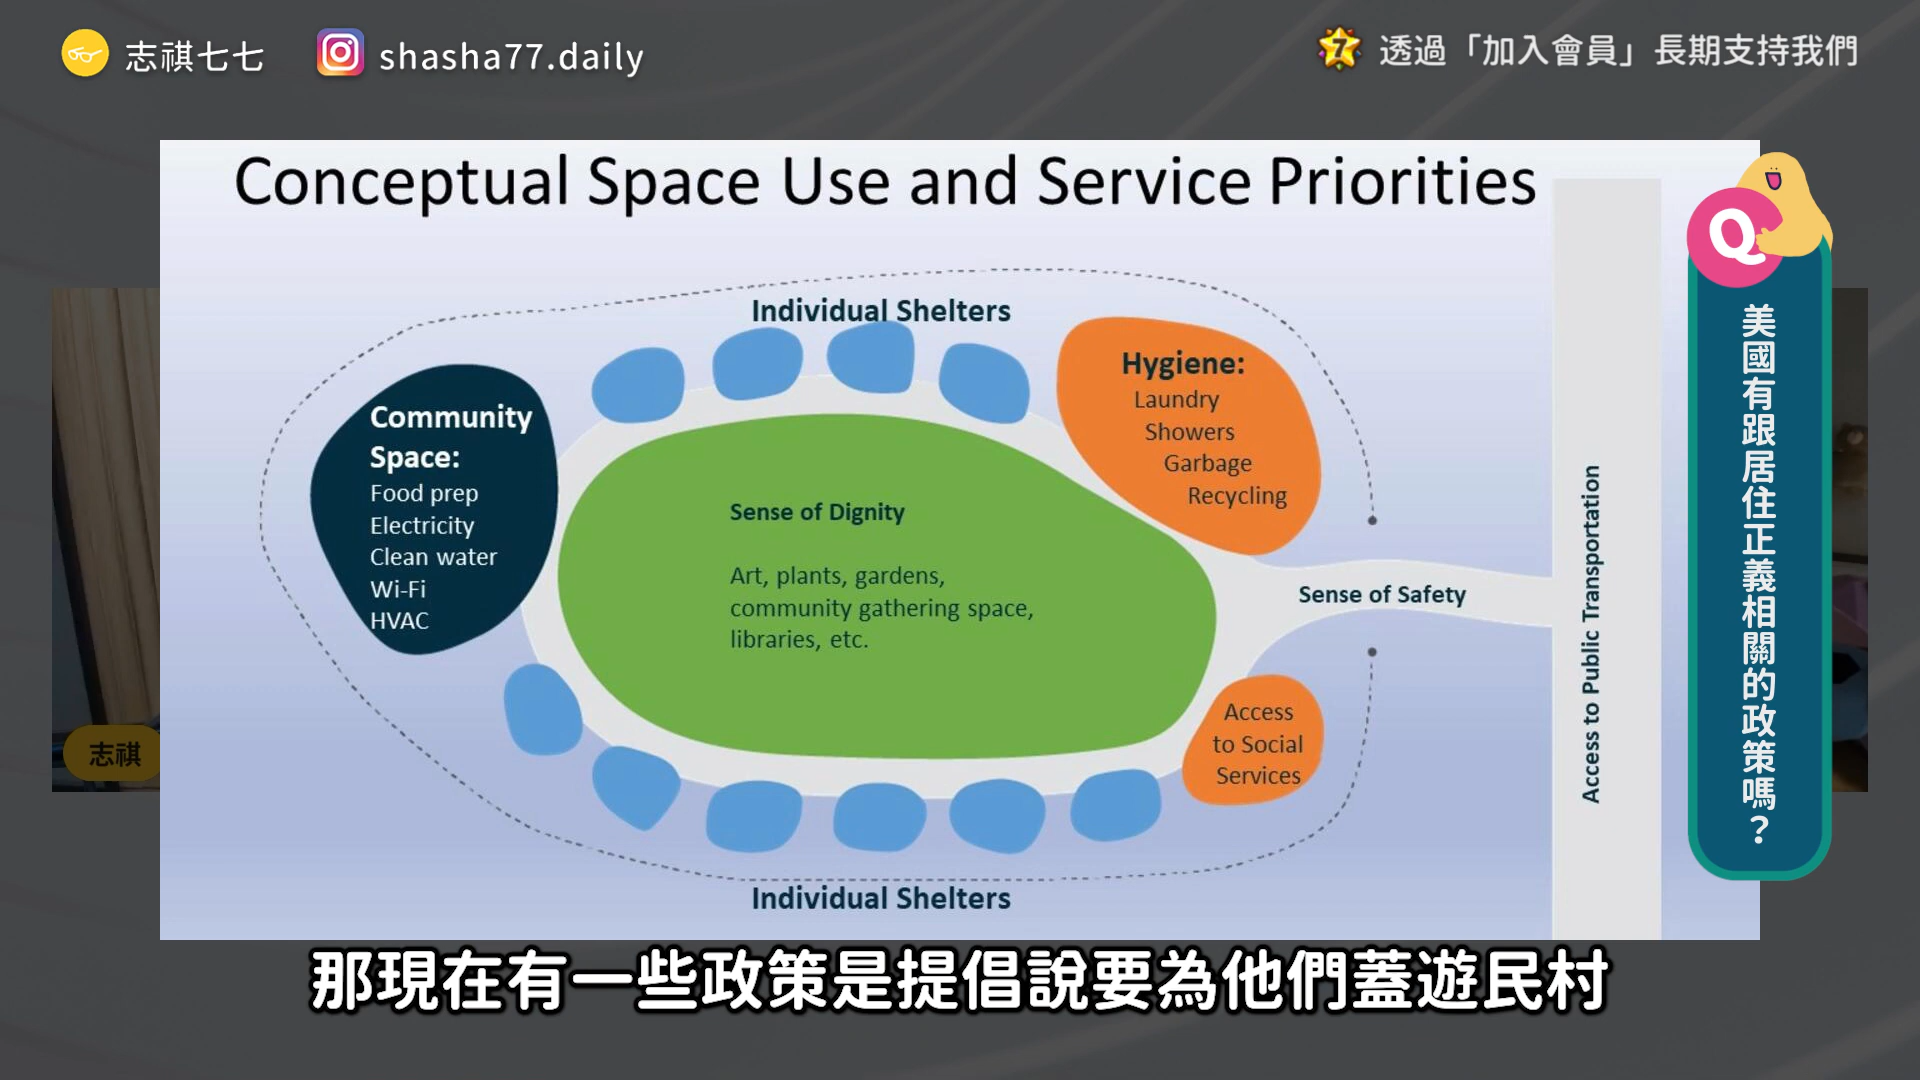 志祺七七
shasha77.daily
7
透過「加入會員」長期支持我們
Conceptual Space Use and Service Priorities
Individual Shelters
Community
Space:
Food prep
Electricity
Clean water
Wi-Fi
HVAC
Hygiene:
Laundry
Showers
Garbage
Recycling
Sense of Dignity
Art, plants, gardens,
community gathering space,
libraries, etc.
Sense of Safety
Access
to Social
Services
Individual Shelters
Access to Public Transportation
Q
美國有跟居住正義相關的政策嗎？
志祺
那現在有一些政策是提倡說要為他們蓋遊民村